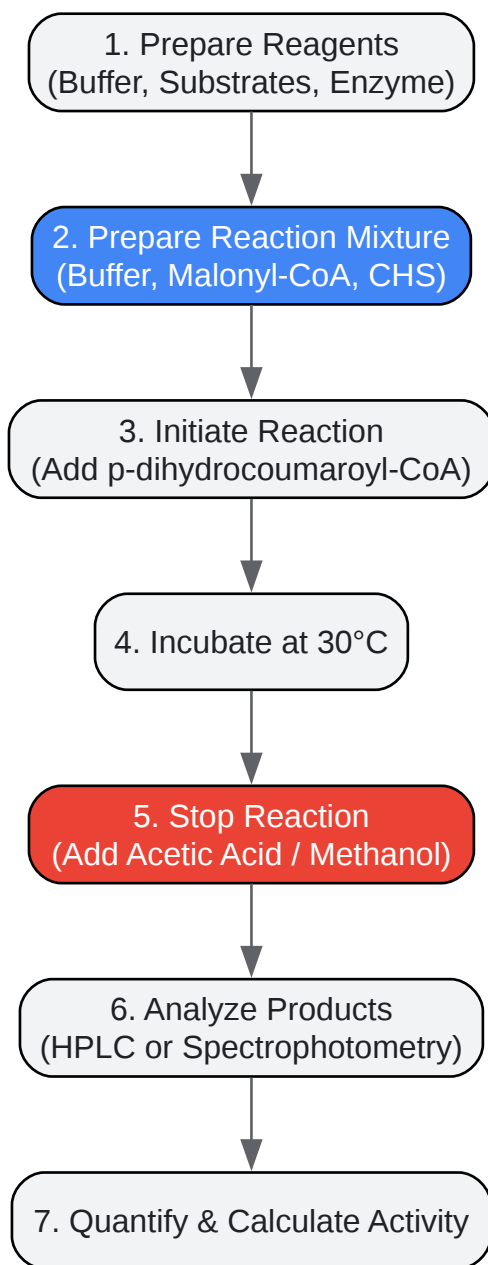 1. Prepare Reagents
(Buffer, Substrates, Enzyme)
2. Prepare Reaction Mixture
(Buffer, Malonyl-CoA, CHS)
3. Initiate Reaction
(Add p-dihydrocoumaroyl-CoA)
4. Incubate at 30°C
5. Stop Reaction
(Add Acetic Acid / Methanol)
6. Analyze Products
(HPLC or Spectrophotometry)
7. Quantify & Calculate Activity